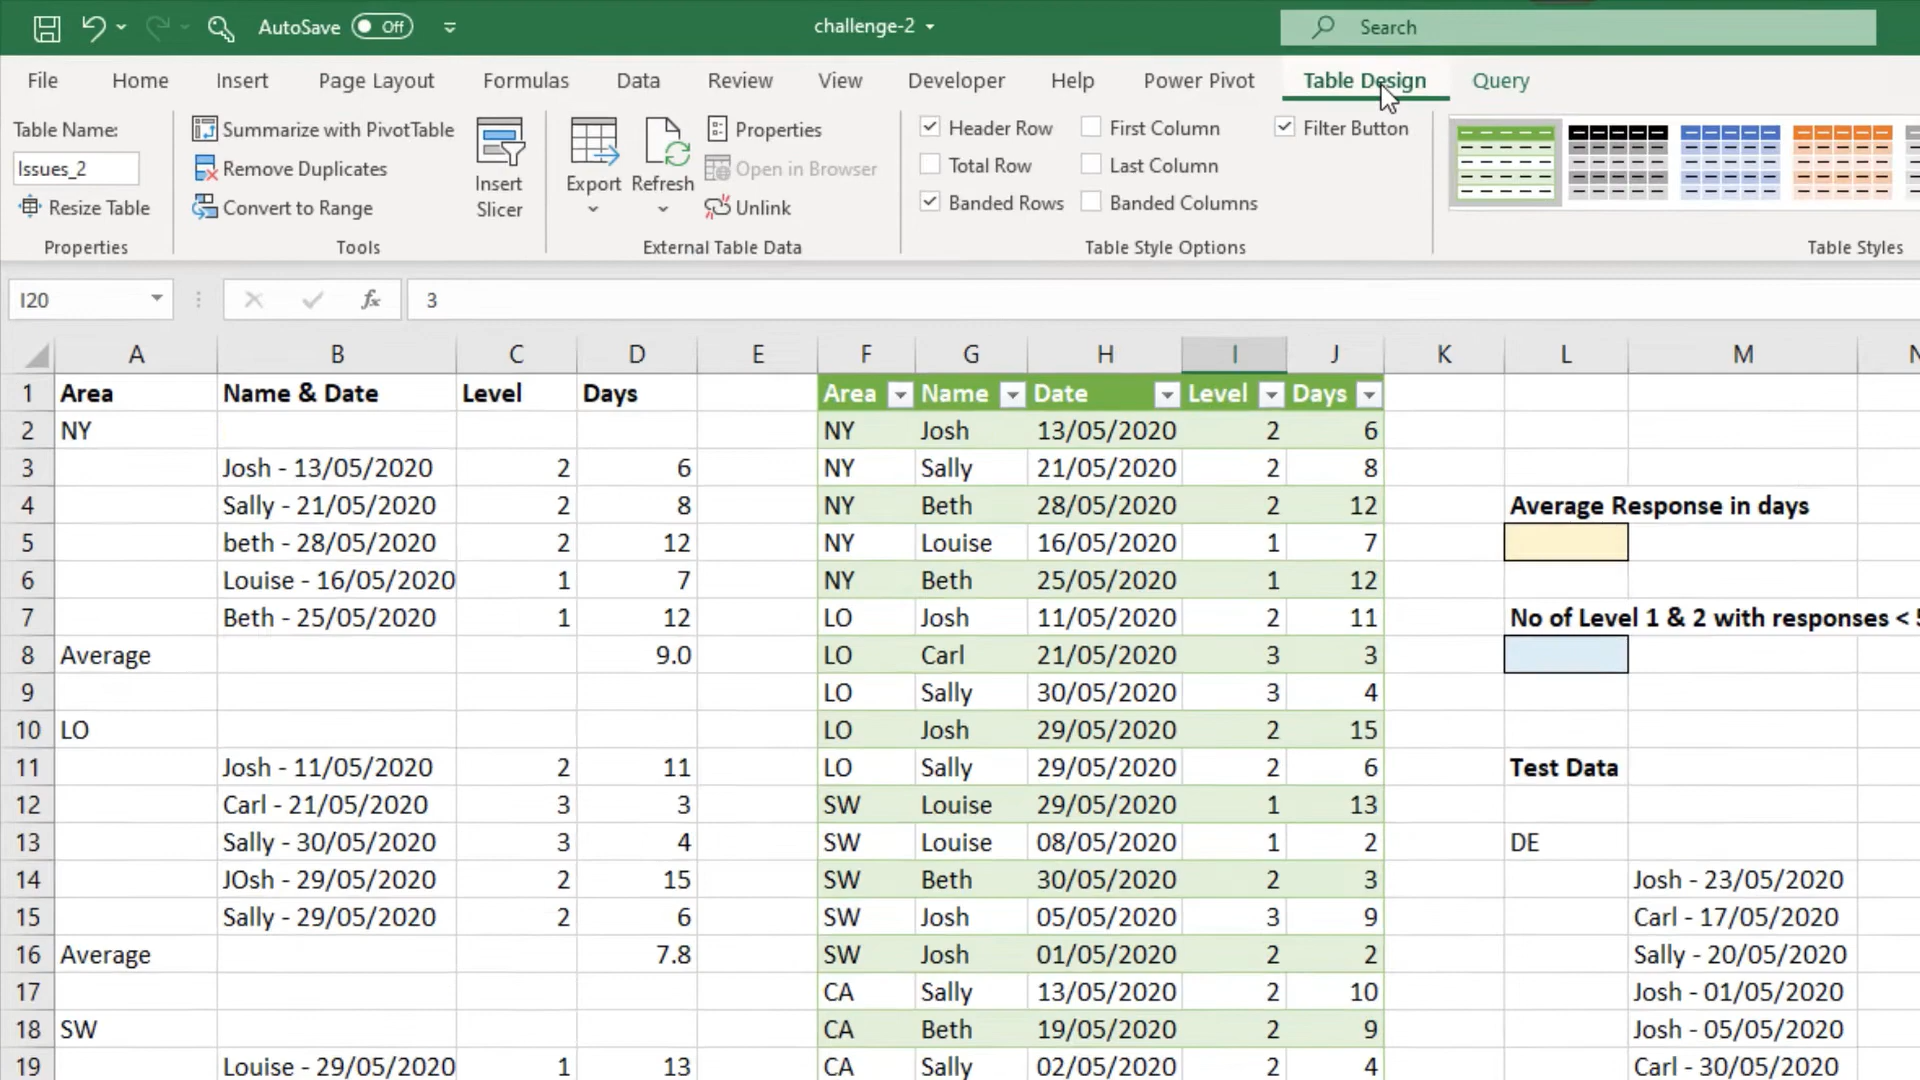 AutoSave Off challenge-2 Search
File Home Insert Page Layout Formulas Data Review View Developer Help Power Pivot Table Design Query
Table Name: Summarize with PivotTable Properties Header Row First Column Filter Button
Issues_2 Remove Duplicates Insert Slicer Export Refresh Open in Browser Total Row Last Column
Resize Table Convert to Range Unlink Banded Rows Banded Columns
Properties Tools External Table Data Table Style Options Table Styles
I20 fx 3
A B C D E F G H I J K L M
1 Area Name & Date Level Days Area Name Date Level Days
2 NY NY Josh 13/05/2020 2 6
3 Josh - 13/05/2020 2 6 NY Sally 21/05/2020 2 8
4 Sally - 21/05/2020 2 8 NY Beth 28/05/2020 2 12 Average Response in days
5 beth - 28/05/2020 2 12 NY Louise 16/05/2020 1 7
6 Louise - 16/05/2020 1 7 NY Beth 25/05/2020 1 12
7 Beth - 25/05/2020 1 12 LO Josh 11/05/2020 2 11 No of Level 1 & 2 with responses <
8 Average 9.0 LO Carl 21/05/2020 3 3
9 LO Sally 30/05/2020 3 4
10 LO LO Josh 29/05/2020 2 15
11 Josh - 11/05/2020 2 11 LO Sally 29/05/2020 2 6 Test Data
12 Carl - 21/05/2020 3 3 SW Louise 29/05/2020 1 13
13 Sally - 30/05/2020 3 4 SW Louise 08/05/2020 1 2 DE
14 JOsh - 29/05/2020 2 15 SW Beth 30/05/2020 2 3 Josh - 23/05/2020
15 Sally - 29/05/2020 2 6 SW Josh 05/05/2020 3 9 Carl - 17/05/2020
16 Average 7.8 SW Josh 01/05/2020 2 2 Sally - 20/05/2020
17 CA Sally 13/05/2020 2 10 Josh - 01/05/2020
18 SW CA Beth 19/05/2020 2 9 Josh - 05/05/2020
19 Louise - 29/05/2020 1 13 CA Sally 02/05/2020 2 4 Carl - 30/05/2020